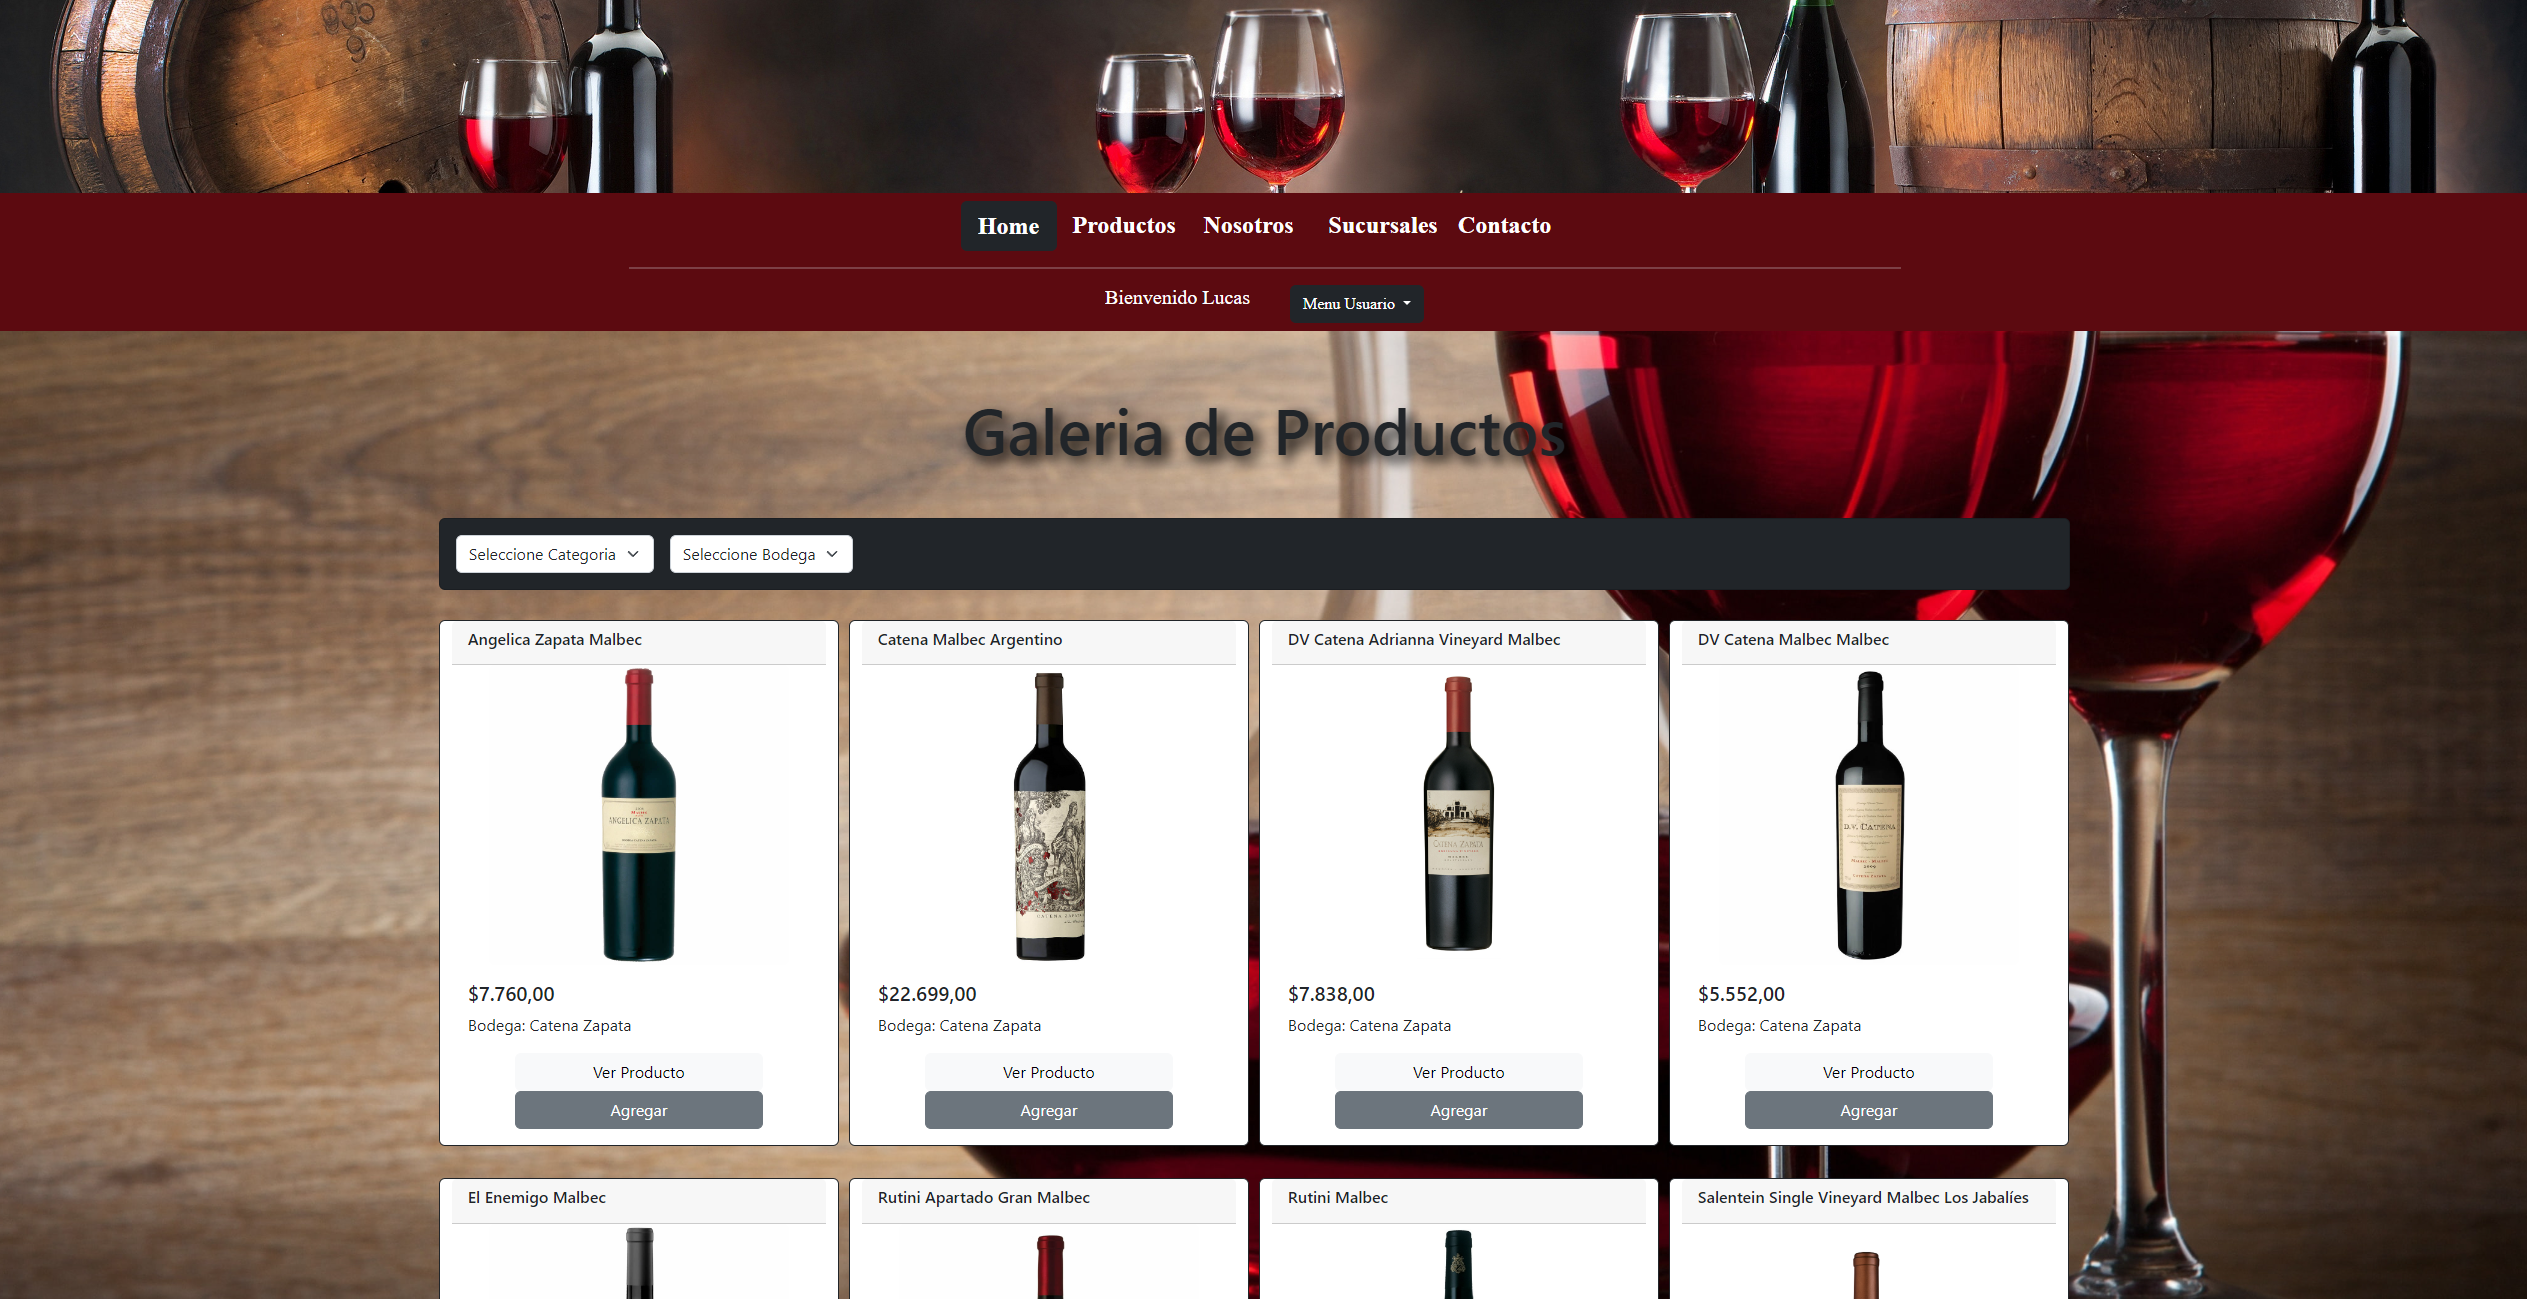 Home Productos Nosotros Sucursales Contacto
Bienvenido Lucas Menu Usuario
Galeria de Productos
Seleccione Categoria Seleccione Bodega
Angelica Zapata Malbec
ANGELICA ZAPATA
$7.760,00
Bodega: Catena Zapata
Ver Producto
Agregar
Catena Malbec Argentino
CATENA ZAPATA
$22.699,00
Bodega: Catena Zapata
Ver Producto
Agregar
DV Catena Adrianna Vineyard Malbec
CATENA ZAPATA
$7.838,00
Bodega: Catena Zapata
Ver Producto
Agregar
DV Catena Malbec Malbec
D.V. CATENA
$5.552,00
Bodega: Catena Zapata
Ver Producto
Agregar
El Enemigo Malbec
Rutini Apartado Gran Malbec
Rutini Malbec
Salentein Single Vineyard Malbec Los Jabalíes